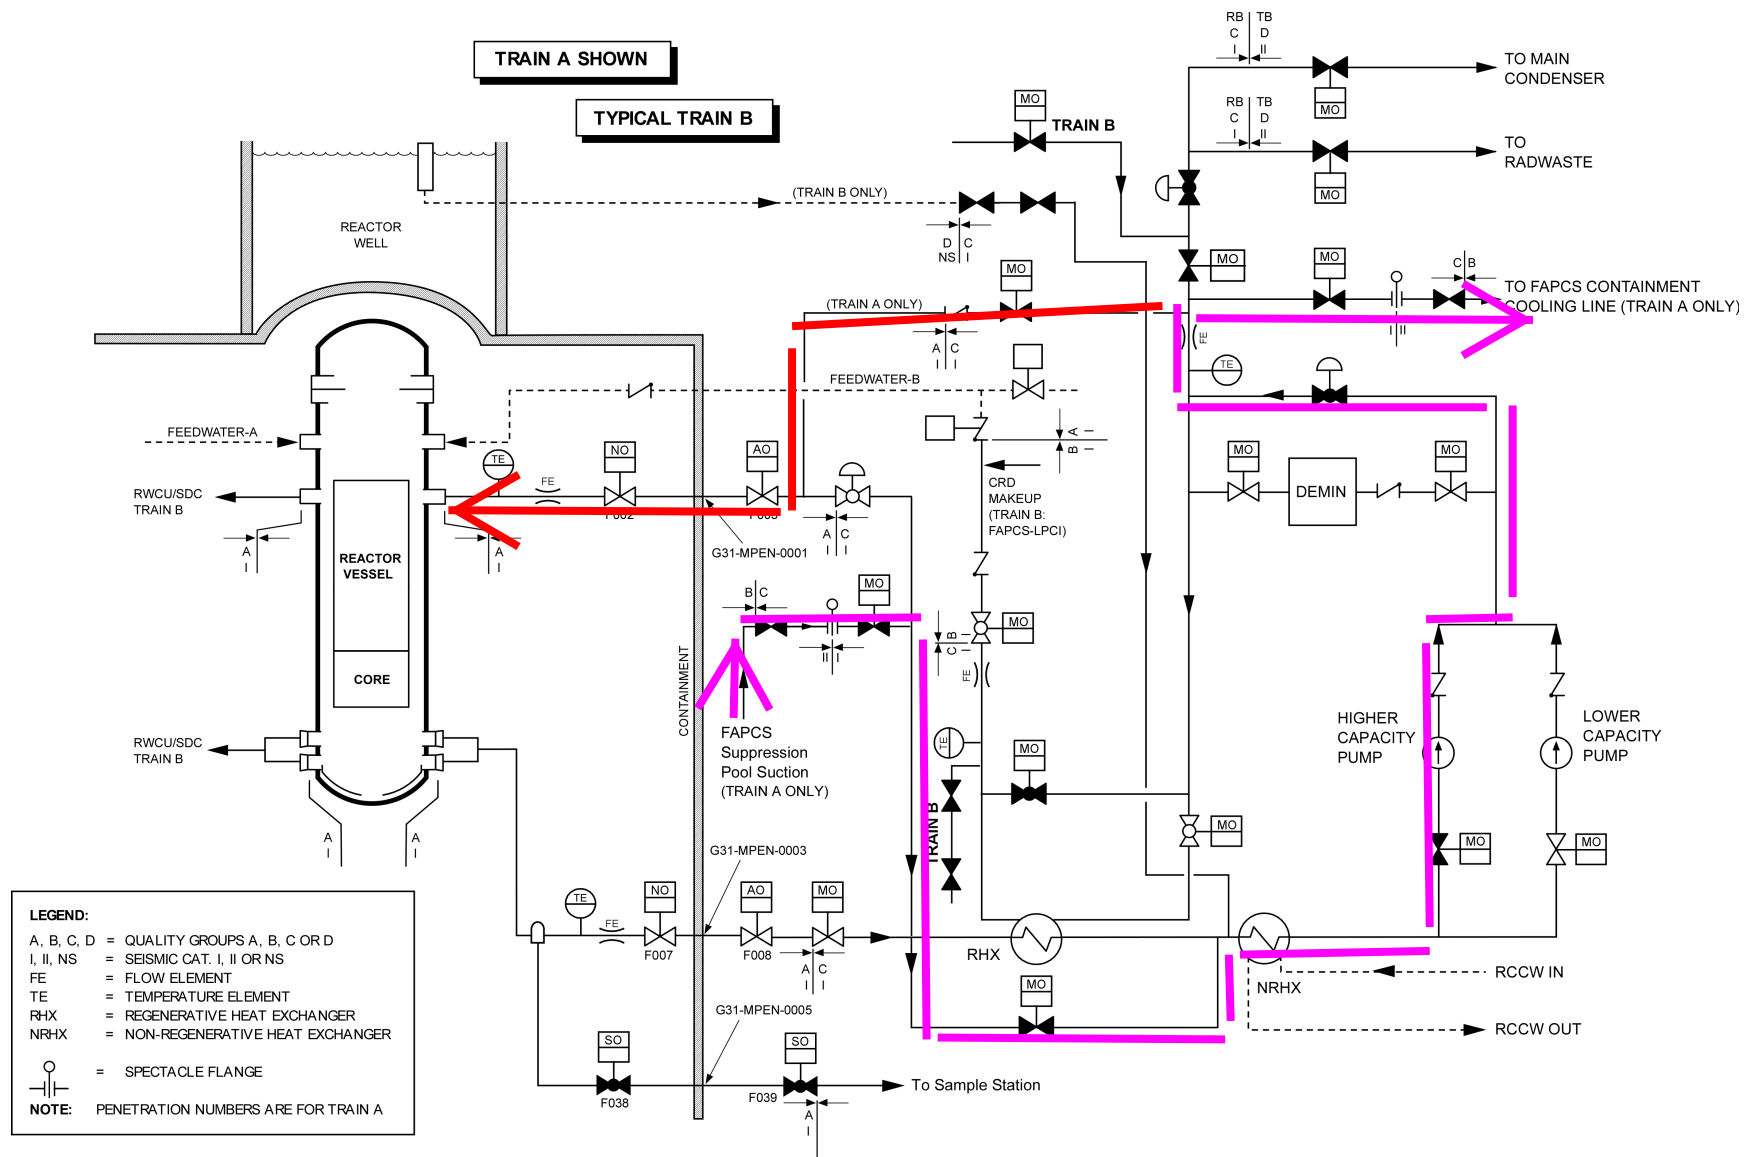 TRAIN A SHOWN
TYPICAL TRAIN B
RB TB
C D
I II
MO
TO MAIN
CONDENSER
RB TB
C D
I II
MO
TO
RADWASTE
MO
TRAIN B
REACTOR
WELL
(TRAIN B ONLY)
D C
NS I
MO
MO
C B
TO FAPCS CONTAINMENT
COOLING LINE (TRAIN A ONLY)
II
MO
(TRAIN A ONLY)
A C
I I
FE
TE
FEEDWATER-B
FEEDWATER-A
A I
B I
CRD
MAKEUP
(TRAIN B:
FAPCS-LPCI)
MO
DEMIN
MO
RWCU/SDC
TRAIN B
TE
FE
NO
F002
AO
F003
A C
I I
G31-MPEN-0001
A
I
A
I
REACTOR
VESSEL
CORE
B C
MO
II I
CONTAINMENT
FAPCS
Suppression
Pool Suction
(TRAIN A ONLY)
B I
C I
MO
FE
HIGHER
CAPACITY
PUMP
LOWER
CAPACITY
PUMP
RWCU/SDC
TRAIN B
TE
MO
TRAIN B
MO
MO
MO
A
I
A
I
G31-MPEN-0003
TE
FE
NO
F007
AO
F008
MO
A C
I I
RHX
NRHX
RCCW IN
RCCW OUT
MO
G31-MPEN-0005
SO
F038
SO
F039
A
I
To Sample Station
LEGEND:
A, B, C, D = QUALITY GROUPS A, B, C OR D
I, II, NS = SEISMIC CAT. I, II OR NS
FE = FLOW ELEMENT
TE = TEMPERATURE ELEMENT
RHX = REGENERATIVE HEAT EXCHANGER
NRHX = NON-REGENERATIVE HEAT EXCHANGER
= SPECTACLE FLANGE
NOTE: PENETRATION NUMBERS ARE FOR TRAIN A